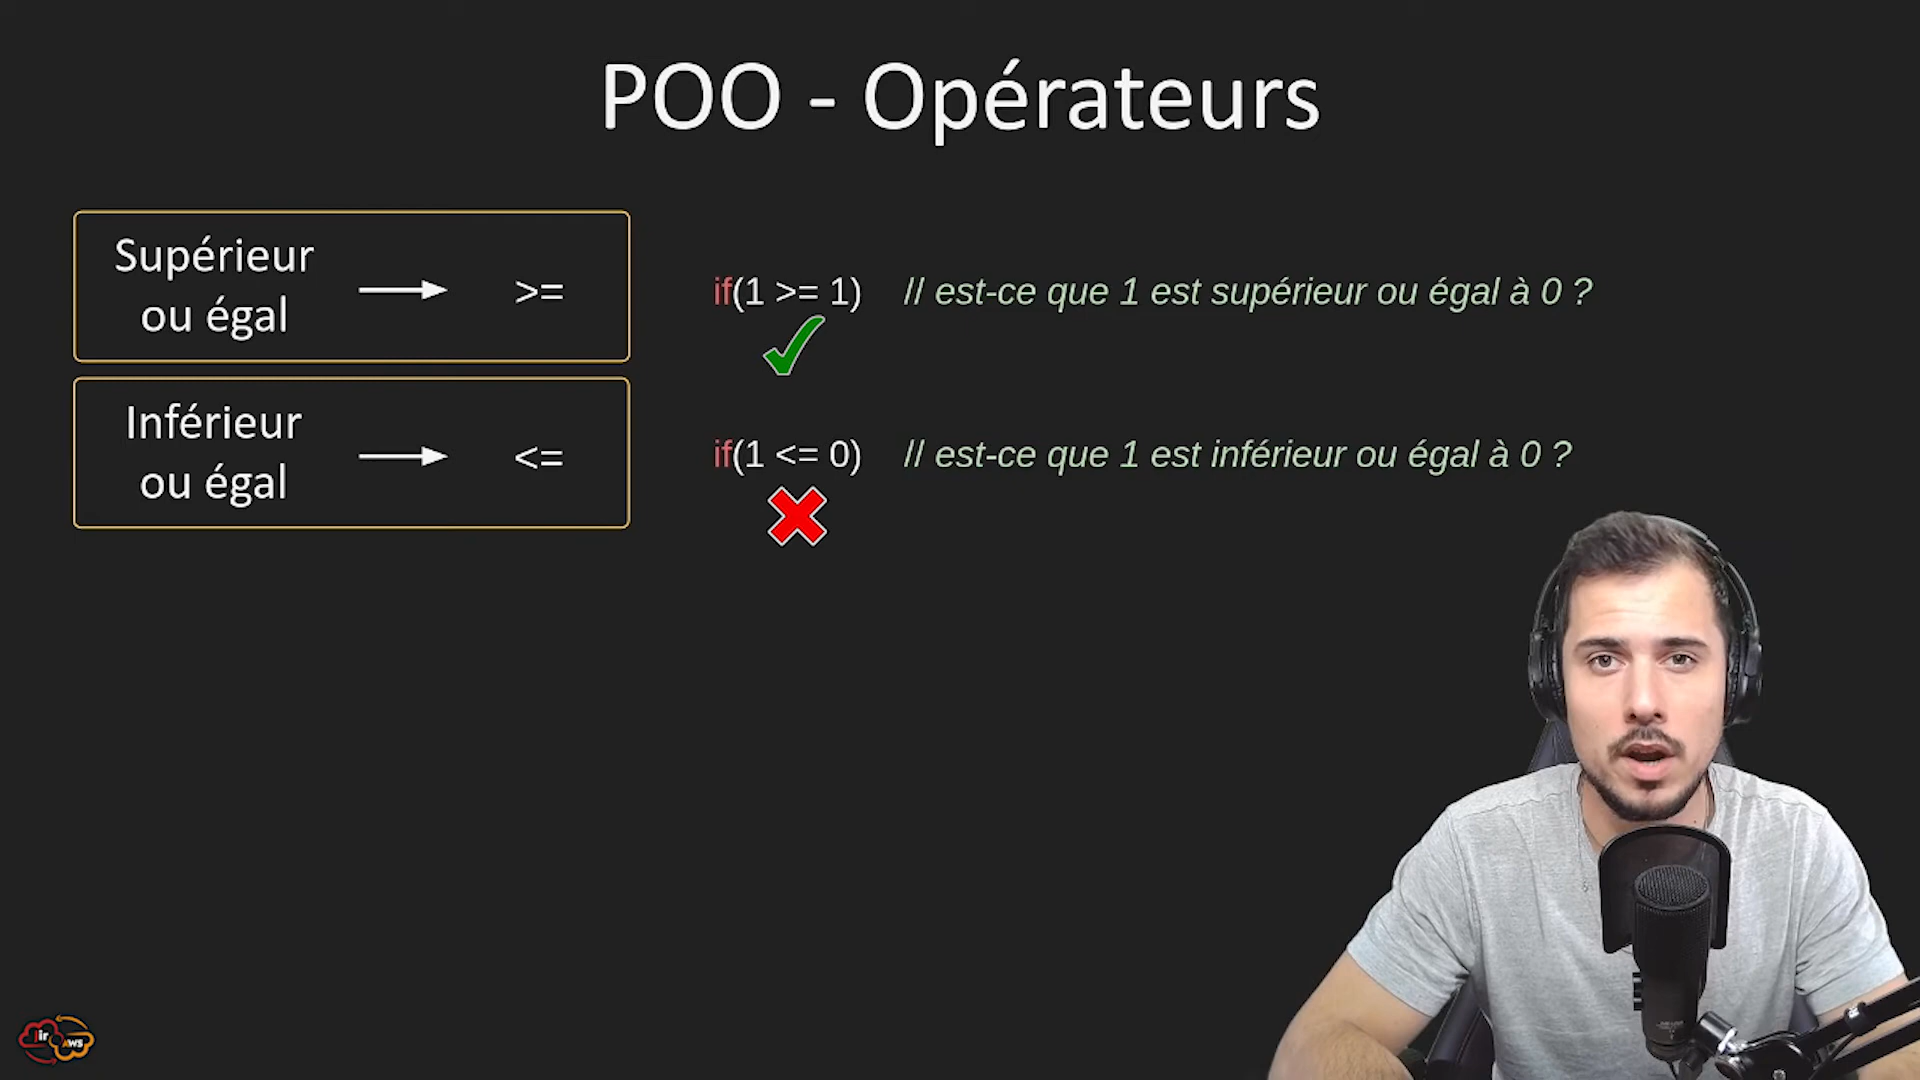 POO - Opérateurs
Supérieur
ou égal
>=
if(1 >= 1) // est-ce que 1 est supérieur ou égal à 0 ?
Inférieur
ou égal
<=
if(1 <= 0) // est-ce que 1 est inférieur ou égal à 0 ?